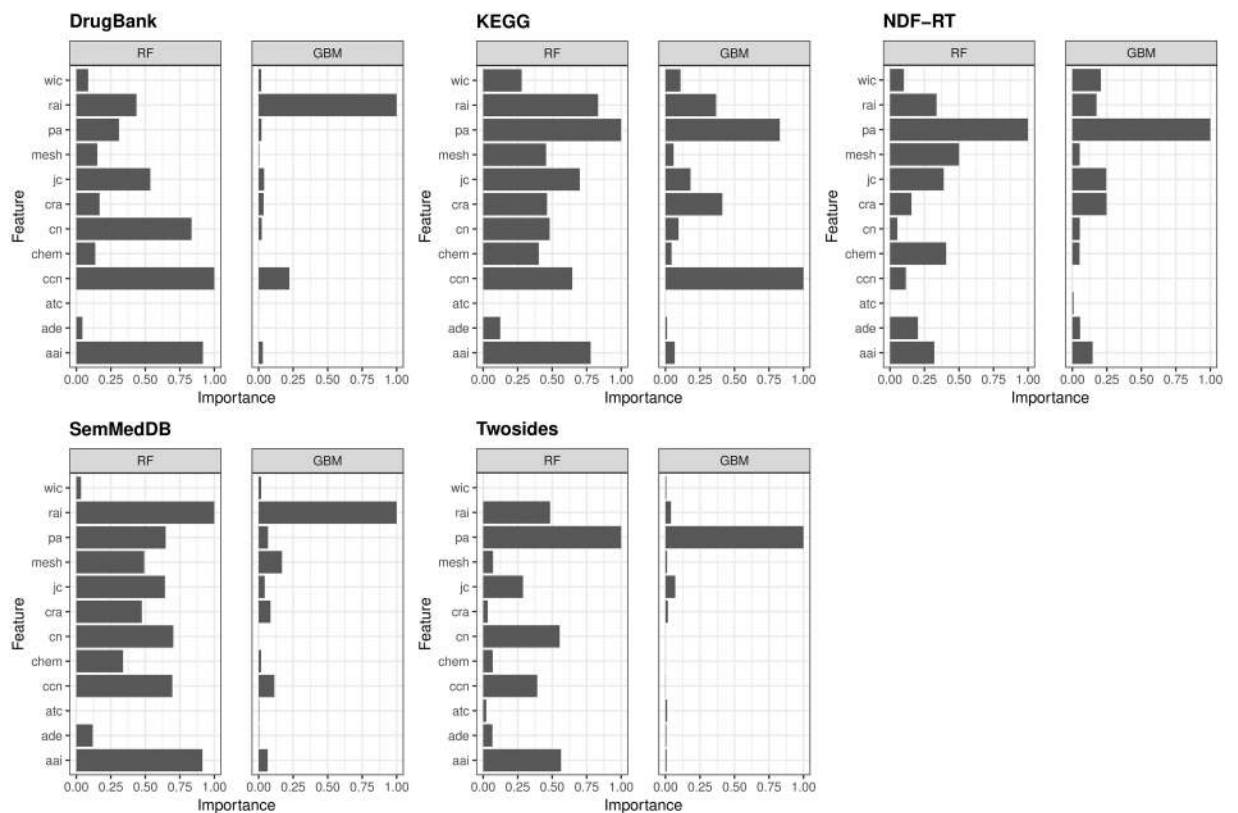 DrugBank
RF GBM
wic
rai
pa
mesh
jc
cra
cn
chem
ccn
atc
ade
aai
Feature
0.00 0.25 0.50 0.75 1.00 0.00 0.25 0.50 0.75 1.00
Importance
KEGG
RF GBM
wic
rai
pa
mesh
jc
cra
cn
chem
ccn
atc
ade
aai
Feature
0.00 0.25 0.50 0.75 1.00 0.00 0.25 0.50 0.75 1.00
Importance
NDF−RT
RF GBM
wic
rai
pa
mesh
jc
cra
cn
chem
ccn
atc
ade
aai
Feature
0.00 0.25 0.50 0.75 1.00 0.00 0.25 0.50 0.75 1.00
Importance
SemMedDB
RF GBM
wic
rai
pa
mesh
jc
cra
cn
chem
ccn
atc
ade
aai
Feature
0.00 0.25 0.50 0.75 1.00 0.00 0.25 0.50 0.75 1.00
Importance
Twosides
RF GBM
wic
rai
pa
mesh
jc
cra
cn
chem
ccn
atc
ade
aai
Feature
0.00 0.25 0.50 0.75 1.00 0.00 0.25 0.50 0.75 1.00
Importance